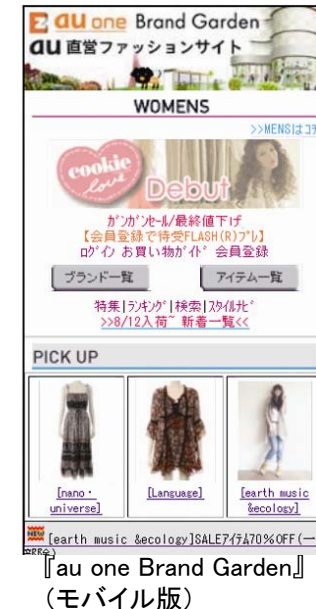 au one Brand Garden
au 直営ファッションサイト
WOMENS
>>MENSはコチ
cookie
love
Debut
ガンガンセール/最終値下げ
【会員登録で待受FLASH(R)プレ】
ログイン お買い物ガイド 会員登録
ブランド一覧
アイテム一覧
特集|ランキング|検索|スタイルナビ
>>8/12入荷~ 新着一覧<<
PICK UP
[nano・
universe]
[Language]
[earth music
&ecology]
NEW [earth music &ecology]SALEアイテム70%OFF(一
『au one Brand Garden』
(モバイル版)